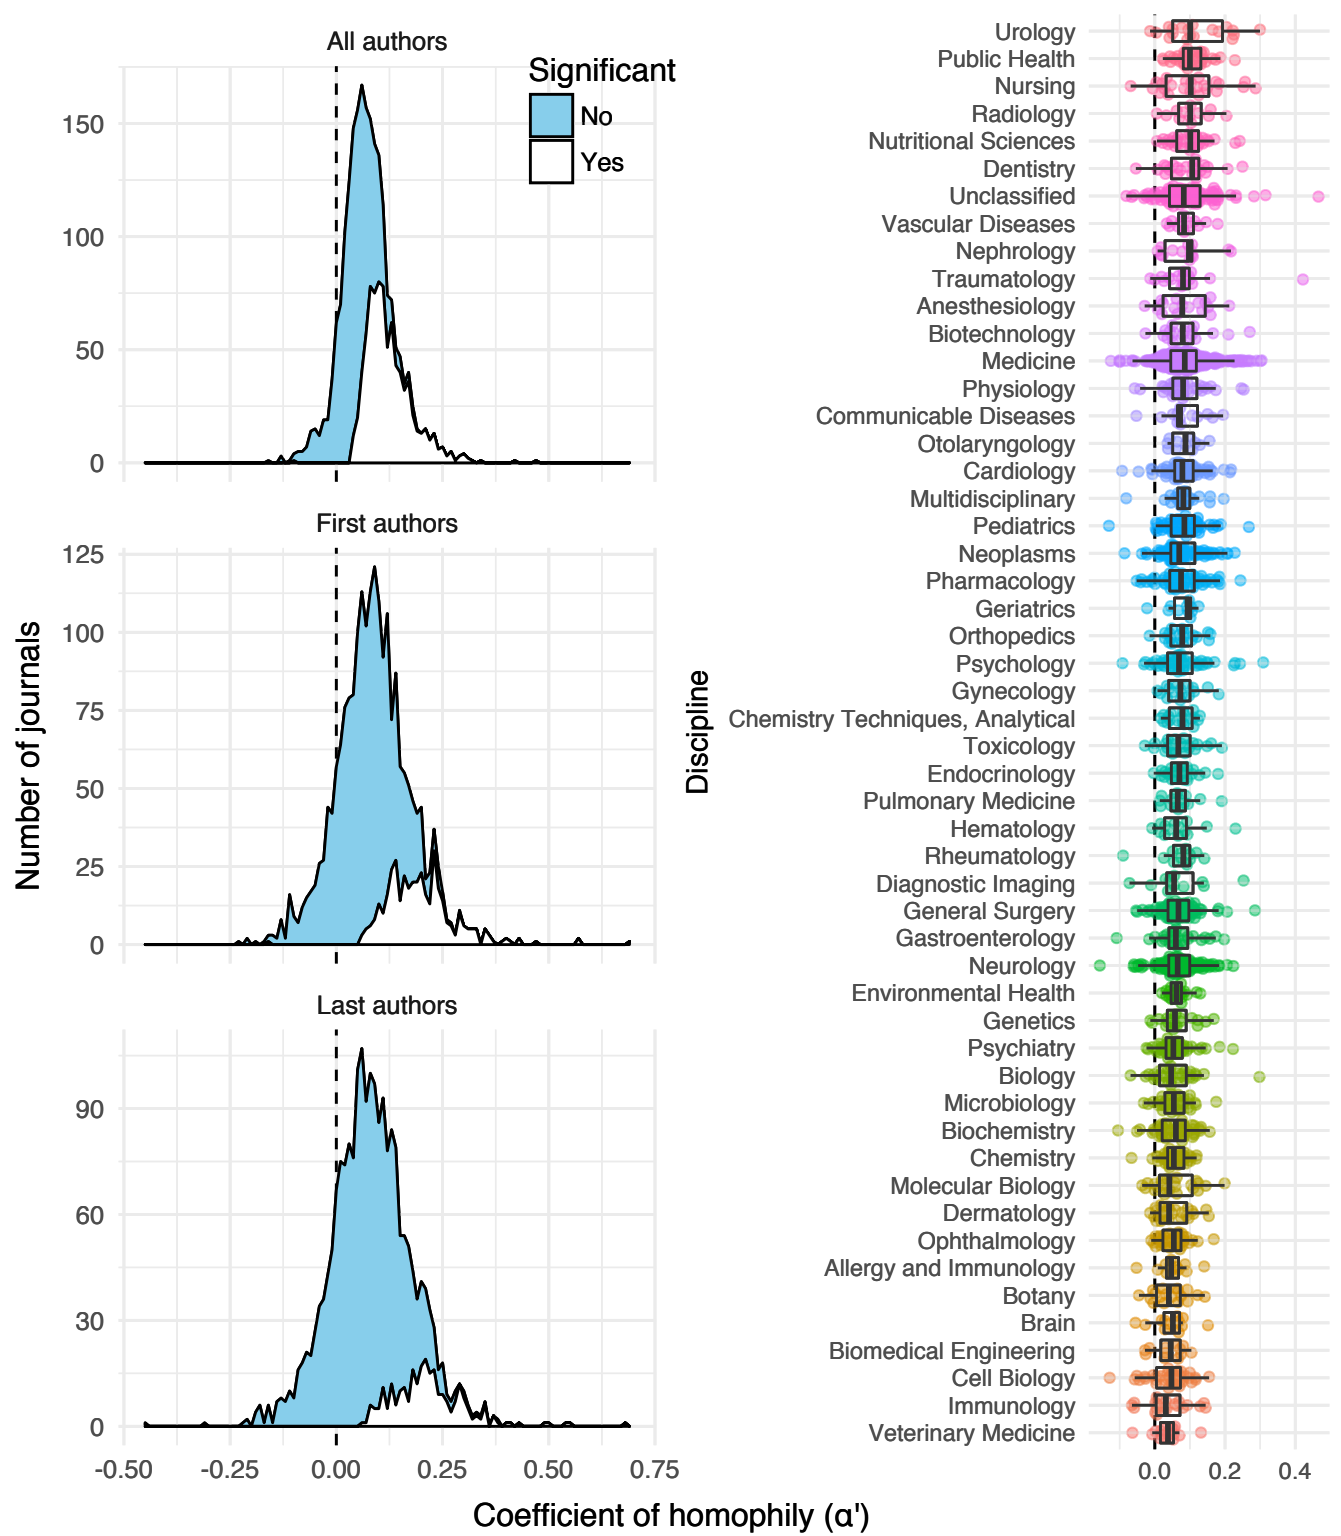 All authors
Significant
No
Yes
150
100
50
0
First authors
125
100
75
50
25
0
Last authors
90
60
30
0
-0.50 -0.25 0.00 0.25 0.50 0.75
Number of journals
Discipline
Urology
Public Health
Nursing
Radiology
Nutritional Sciences
Dentistry
Unclassified
Vascular Diseases
Nephrology
Traumatology
Anesthesiology
Biotechnology
Medicine
Physiology
Communicable Diseases
Otolaryngology
Cardiology
Multidisciplinary
Pediatrics
Neoplasms
Pharmacology
Geriatrics
Orthopedics
Psychology
Gynecology
Chemistry Techniques, Analytical
Toxicology
Endocrinology
Pulmonary Medicine
Hematology
Rheumatology
Diagnostic Imaging
General Surgery
Gastroenterology
Neurology
Environmental Health
Genetics
Psychiatry
Biology
Microbiology
Biochemistry
Chemistry
Molecular Biology
Dermatology
Ophthalmology
Allergy and Immunology
Botany
Brain
Biomedical Engineering
Cell Biology
Immunology
Veterinary Medicine
0.0 0.2 0.4
Coefficient of homophily (α')